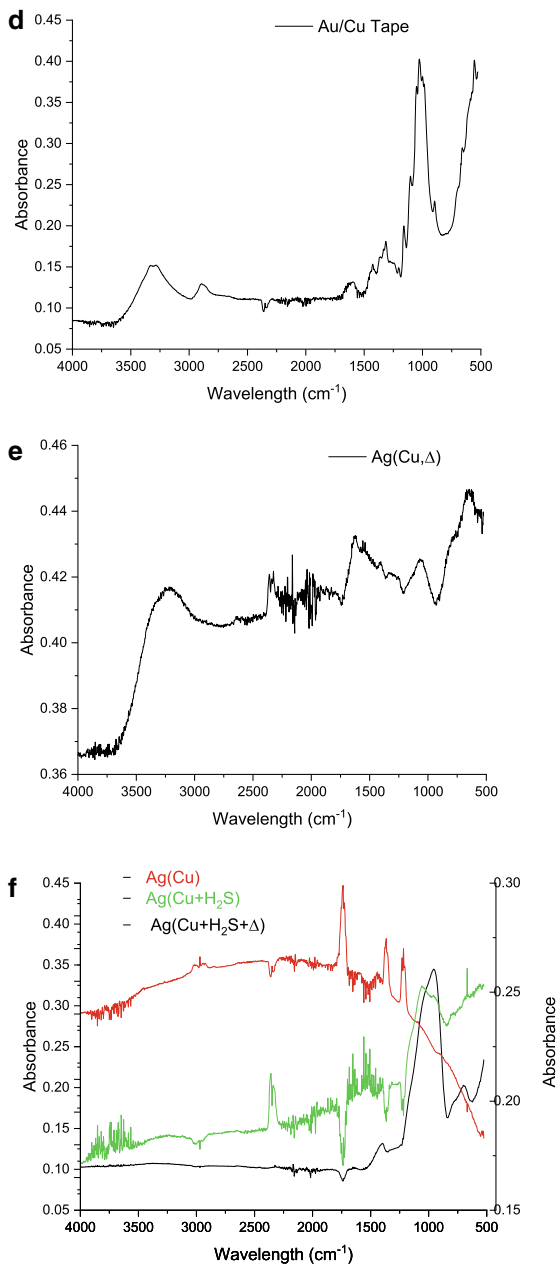 d
Au/Cu Tape
0.45
0.40
0.35
0.30
0.25
0.20
0.15
0.10
0.05
Absorbance
4000 3500 3000 2500 2000 1500 1000 500
Wavelength (cm⁻¹)
e
Ag(Cu,Δ)
0.46
0.44
0.42
0.40
0.38
0.36
Absorbance
4000 3500 3000 2500 2000 1500 1000 500
Wavelength (cm⁻¹)
f
Ag(Cu)
Ag(Cu+H₂S)
Ag(Cu+H₂S+Δ)
0.45
0.40
0.35
0.30
0.25
0.20
0.15
0.10
0.05
Absorbance
0.30
0.25
0.20
0.15
Absorbance
4000 3500 3000 2500 2000 1500 1000 500
Wavelength (cm⁻¹)